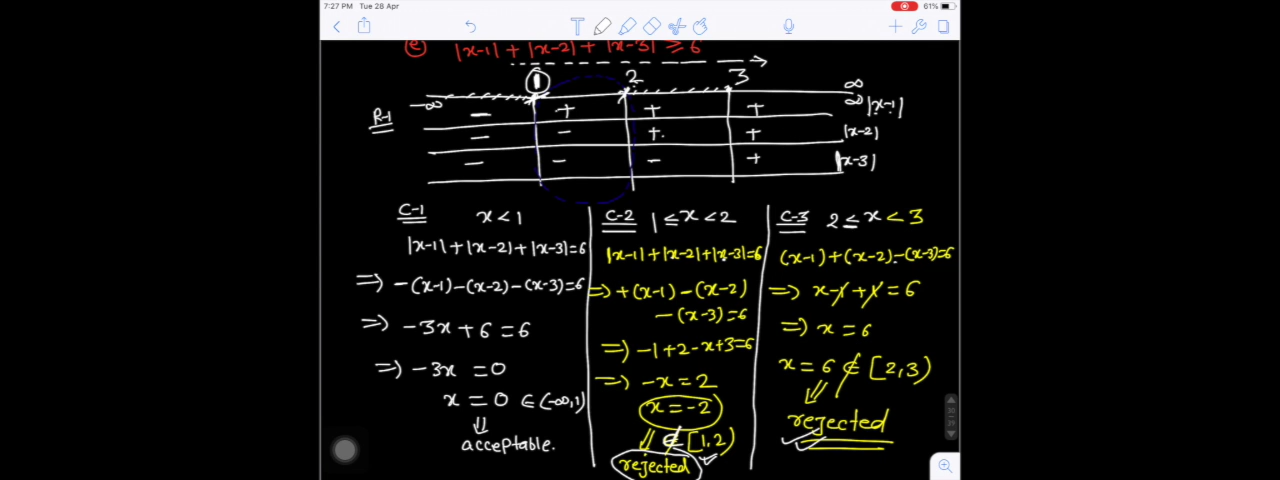 7:27 PM Tue 28 Apr
61%
T
(e) |x-1| + |x-2| + |x-3| ≥ 6
1 2 3 ∞
-∞ ∞
R-1 - + + + |x-1|
- - + + |x-2|
- - - + |x-3|
C-1 x < 1
|x-1| + |x-2| + |x-3| = 6
⇒ -(x-1) - (x-2) - (x-3) = 6
⇒ -3x + 6 = 6
⇒ -3x = 0
x = 0 ∈ (-∞, 1)
⇓
acceptable.
C-2 1 ≤ x < 2
|x-1| + |x-2| + |x-3| = 6
⇒ +(x-1) - (x-2)
- (x-3) = 6
⇒ -1 + 2 - x + 3 = 6
⇒ -x = 2
x = -2
⇓ ∉ [1, 2)
rejected
C-3 2 ≤ x < 3
(x-1) + (x-2) - (x-3) = 6
⇒ x - 1 + 1 = 6
⇒ x = 6
x = 6 ∉ [2, 3)
⇓
rejected